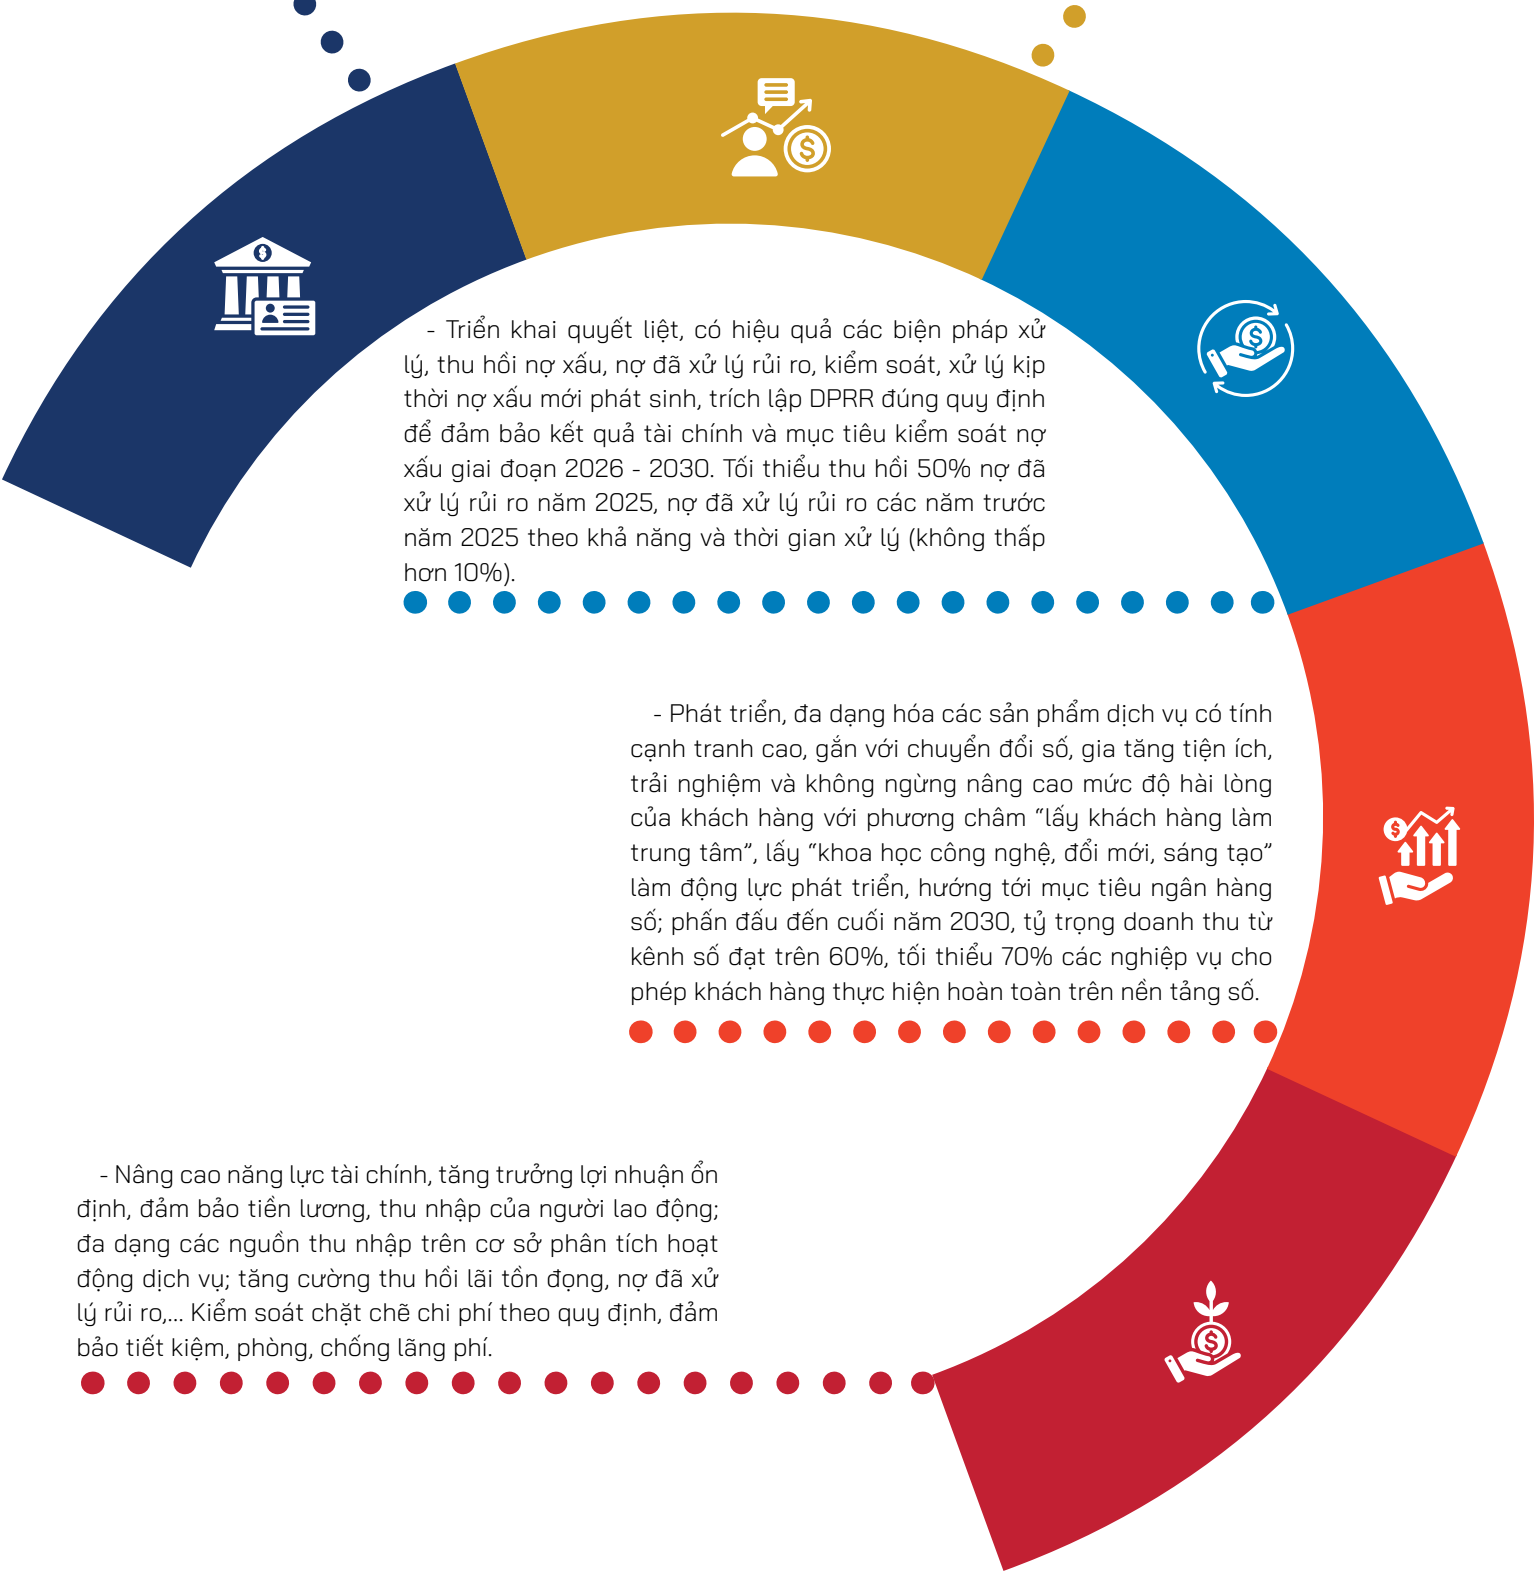 - Triển khai quyết liệt, có hiệu quả các biện pháp xử
lý, thu hồi nợ xấu, nợ đã xử lý rủi ro, kiểm soát, xử lý kịp
thời nợ xấu mới phát sinh, trích lập DPRR đúng quy định
để đảm bảo kết quả tài chính và mục tiêu kiểm soát nợ
xấu giai đoạn 2026 - 2030. Tối thiểu thu hồi 50% nợ đã
xử lý rủi ro năm 2025, nợ đã xử lý rủi ro các năm trước
năm 2025 theo khả năng và thời gian xử lý (không thấp
hơn 10%).
- Phát triển, đa dạng hóa các sản phẩm dịch vụ có tính
cạnh tranh cao, gắn với chuyển đổi số, gia tăng tiện ích,
trải nghiệm và không ngừng nâng cao mức độ hài lòng
của khách hàng với phương châm “lấy khách hàng làm
trung tâm”, lấy “khoa học công nghệ, đổi mới, sáng tạo”
làm động lực phát triển, hướng tới mục tiêu ngân hàng
số; phấn đấu đến cuối năm 2030, tỷ trọng doanh thu từ
kênh số đạt trên 60%, tối thiểu 70% các nghiệp vụ cho
phép khách hàng thực hiện hoàn toàn trên nền tảng số.
- Nâng cao năng lực tài chính, tăng trưởng lợi nhuận ổn
định, đảm bảo tiền lương, thu nhập của người lao động;
đa dạng các nguồn thu nhập trên cơ sở phân tích hoạt
động dịch vụ; tăng cường thu hồi lãi tồn đọng, nợ đã xử
lý rủi ro,... Kiểm soát chặt chẽ chi phí theo quy định, đảm
bảo tiết kiệm, phòng, chống lãng phí.